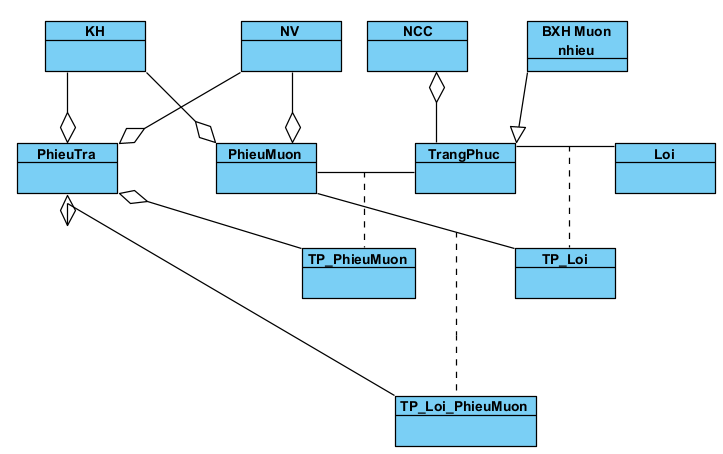 KH
NV
NCC
BXH Muon
nhieu
PhieuTra
PhieuMuon
TrangPhuc
Loi
TP_PhieuMuon
TP_Loi
TP_Loi_PhieuMuon